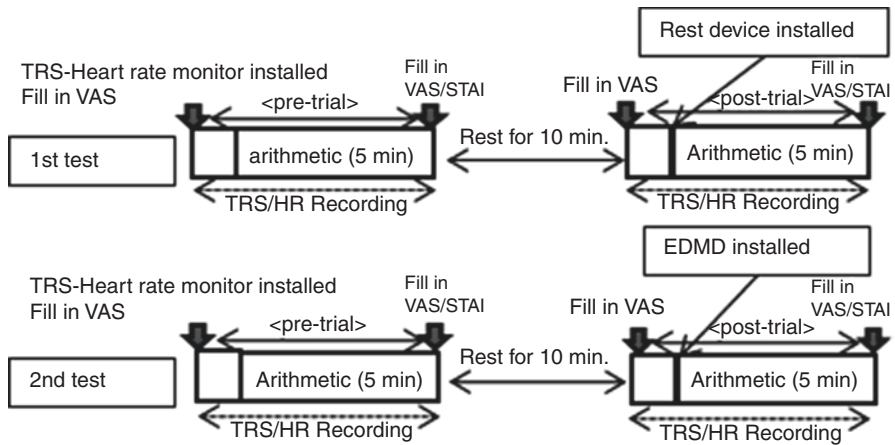 Rest device installed
TRS-Heart rate monitor installed
Fill in VAS
Fill in
VAS/STAI
Fill in VAS
Fill in
VAS/STAI
<pre-trial>
<post-trial>
1st test
arithmetic (5 min)
Rest for 10 min.
Arithmetic (5 min)
TRS/HR Recording
TRS/HR Recording
EDMD installed
TRS-Heart rate monitor installed
Fill in VAS
Fill in
VAS/STAI
Fill in VAS
Fill in
VAS/STAI
<pre-trial>
<post-trial>
2nd test
Arithmetic (5 min)
Rest for 10 min.
Arithmetic (5 min)
TRS/HR Recording
TRS/HR Recording